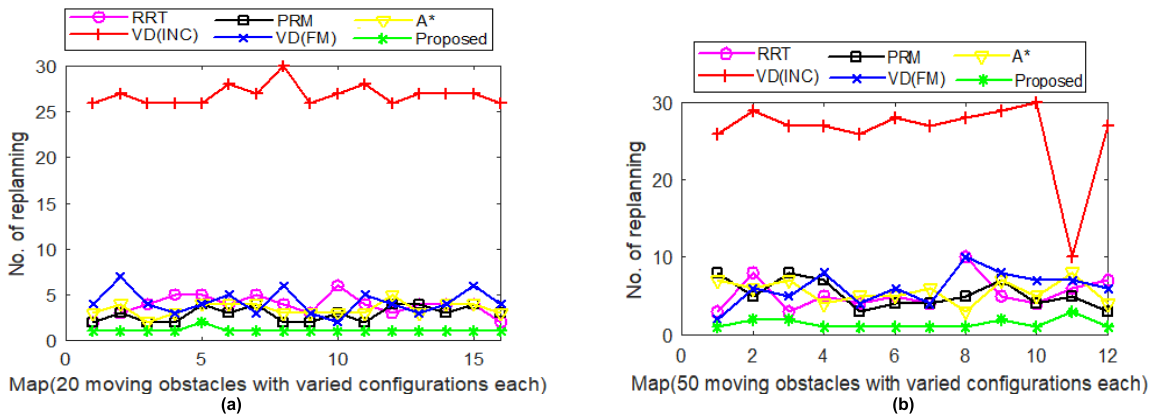 RRT PRM A*
VD(INC) VD(FM) Proposed
30
25
20
15
10
5
0
No. of replanning
0 5 10 15
Map(20 moving obstacles with varied configurations each)
(a)
RRT PRM A*
VD(INC) VD(FM) Proposed
30
20
10
0
No. of replanning
0 2 4 6 8 10 12
Map(50 moving obstacles with varied configurations each)
(b)